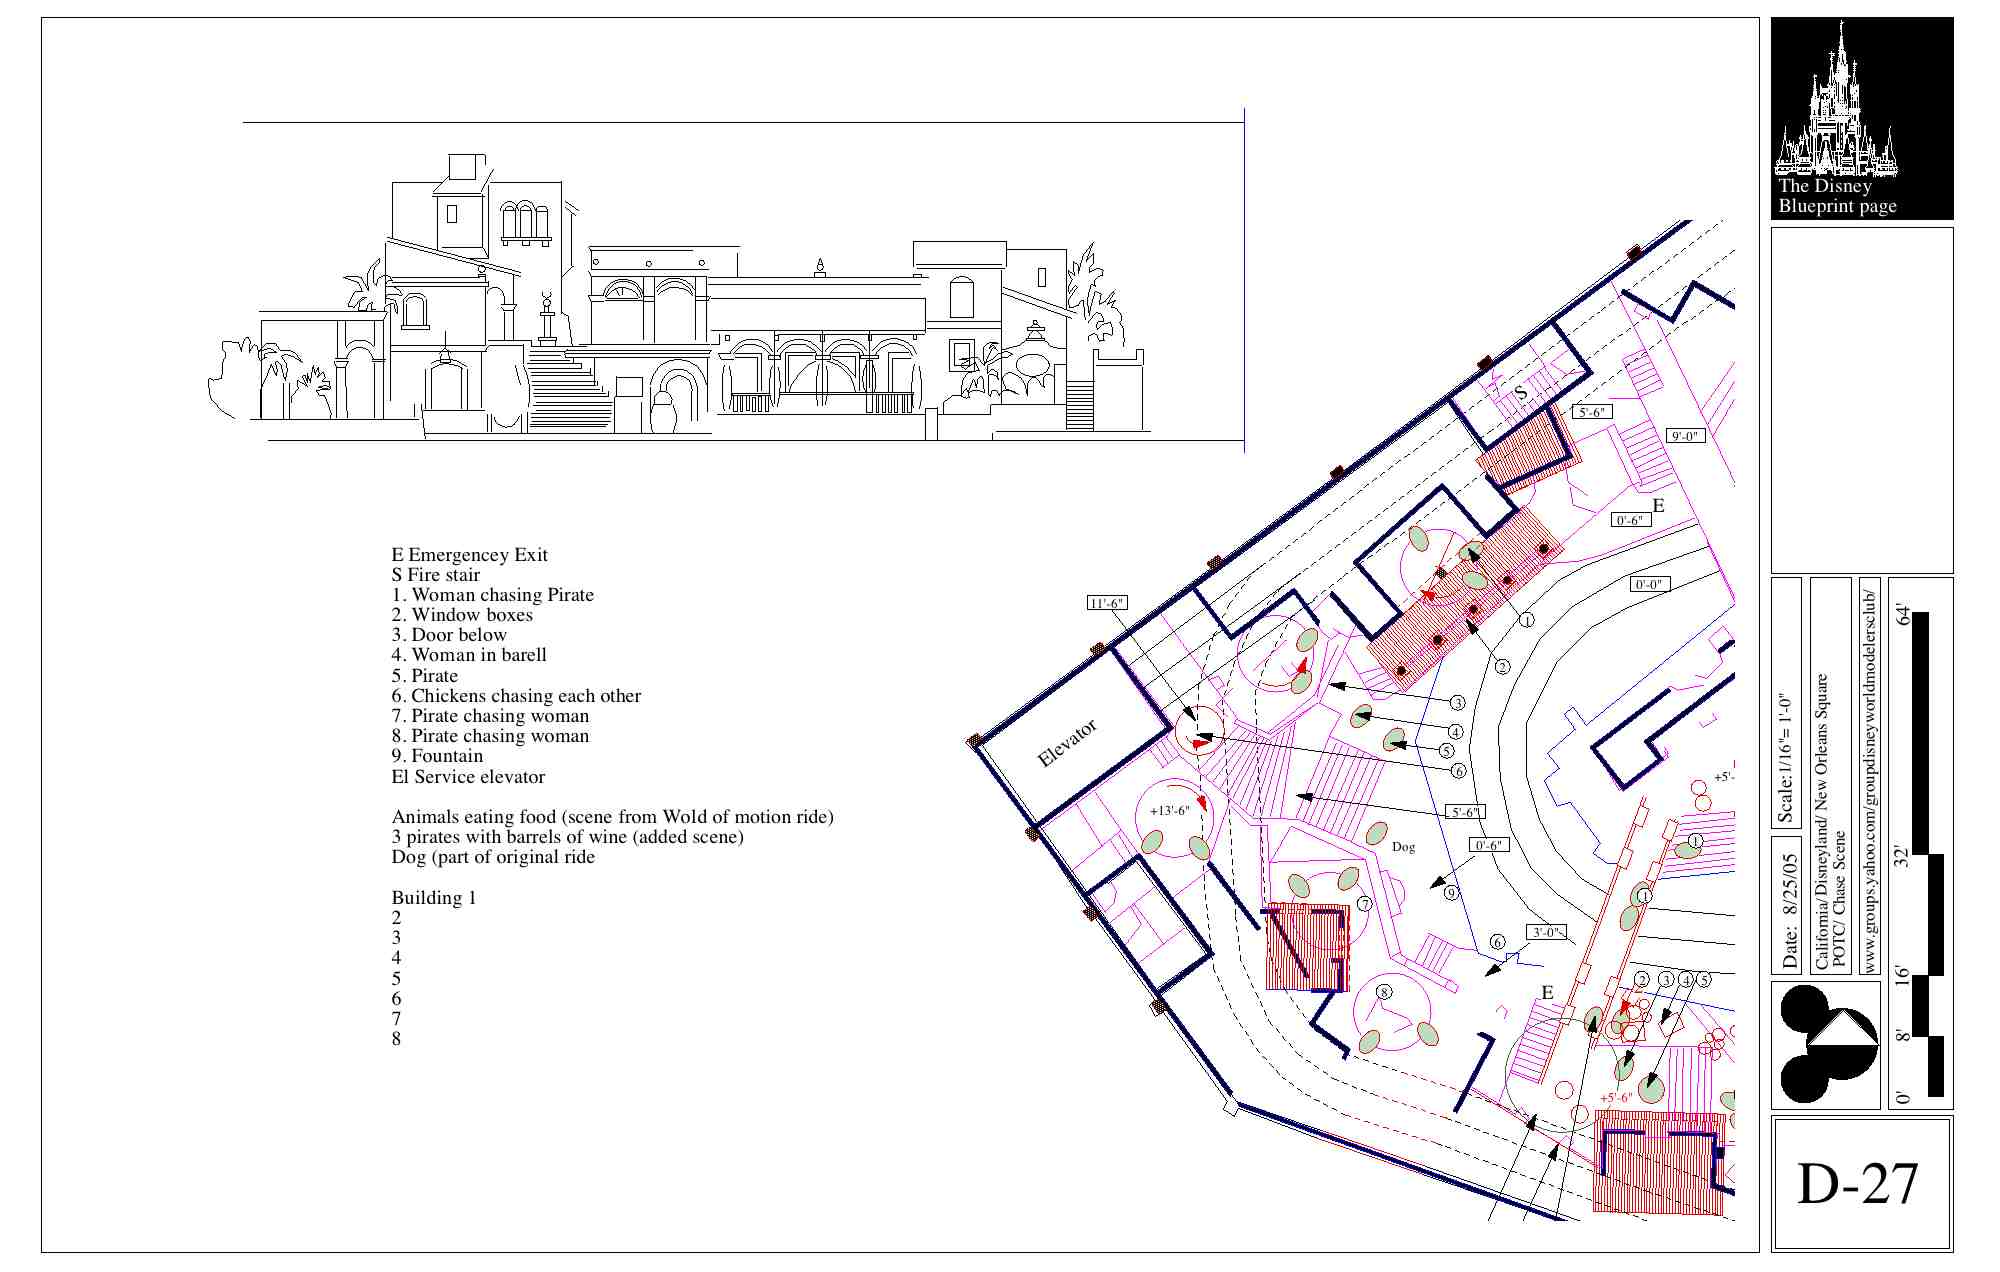 The Disney
Blueprint page
E Emergencey Exit
S Fire stair
1. Woman chasing Pirate
2. Window boxes
3. Door below
4. Woman in barell
5. Pirate
6. Chickens chasing each other
7. Pirate chasing woman
8. Pirate chasing woman
9. Fountain
El Service elevator
Animals eating food (scene from Wold of motion ride)
3 pirates with barrels of wine (added scene)
Dog (part of original ride
Building 1
2
3
4
5
6
7
8
S
5'-6"
9'-0"
E
0'-6"
0'-0"
11'-6"
1
2
3
4
5
6
Elevator
+13'-6"
5'-6"
Dog
0'-6"
9
7
6
3'-0"
8
E
+5'-
1
1
2
3
4
5
+5'-6"
Scale:1/16"= 1'-0"
Date: 8/25/05
California/Disneyland/ New Orleans Square
POTC/ Chase Scene
www.groups.yahoo.com/groupdisneyworldmodelersclub/
64'
32'
16'
8'
0'
D-27